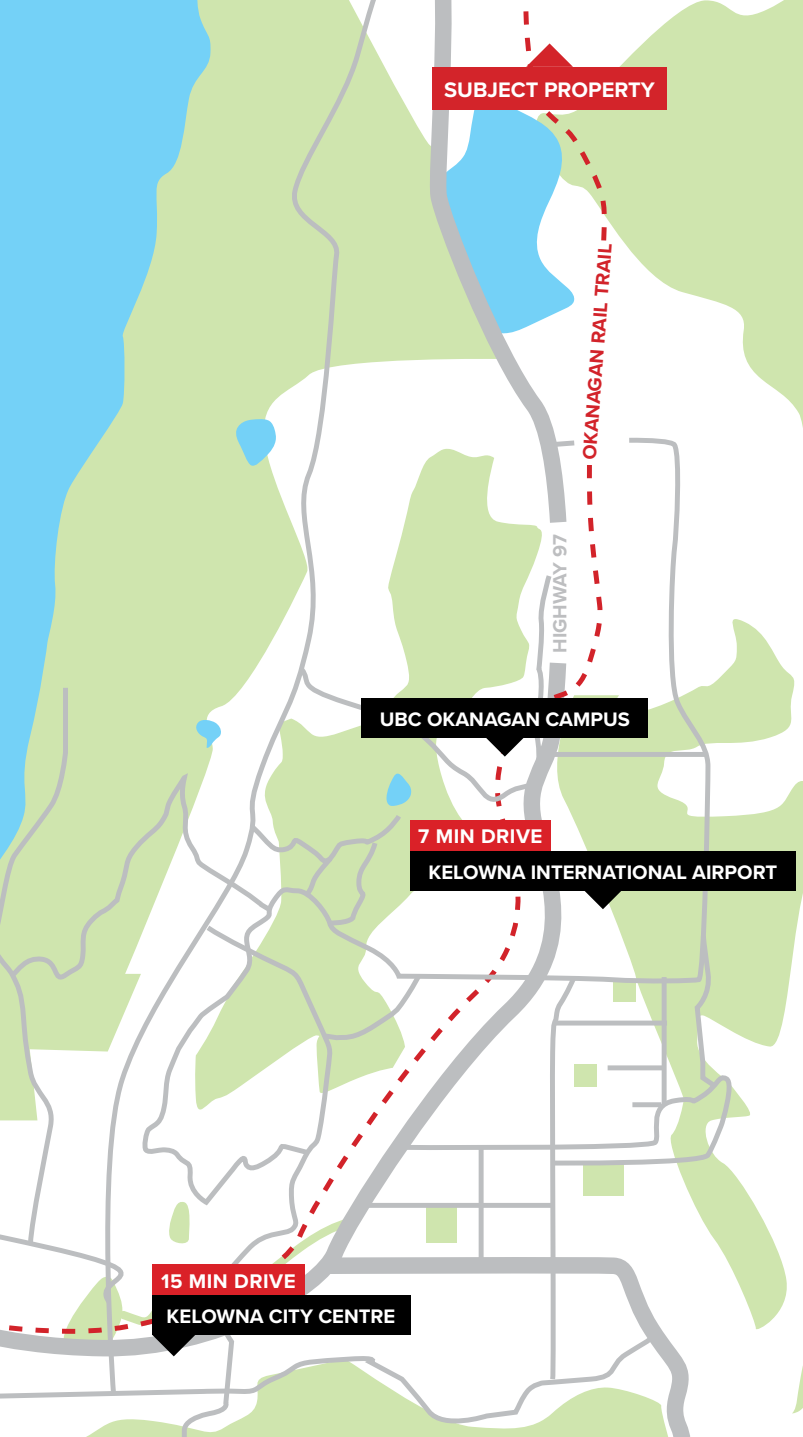 SUBJECT PROPERTY
OKANAGAN RAIL TRAIL
HIGHWAY 97
UBC OKANAGAN CAMPUS
7 MIN DRIVE
KELOWNA INTERNATIONAL AIRPORT
15 MIN DRIVE
KELOWNA CITY CENTRE